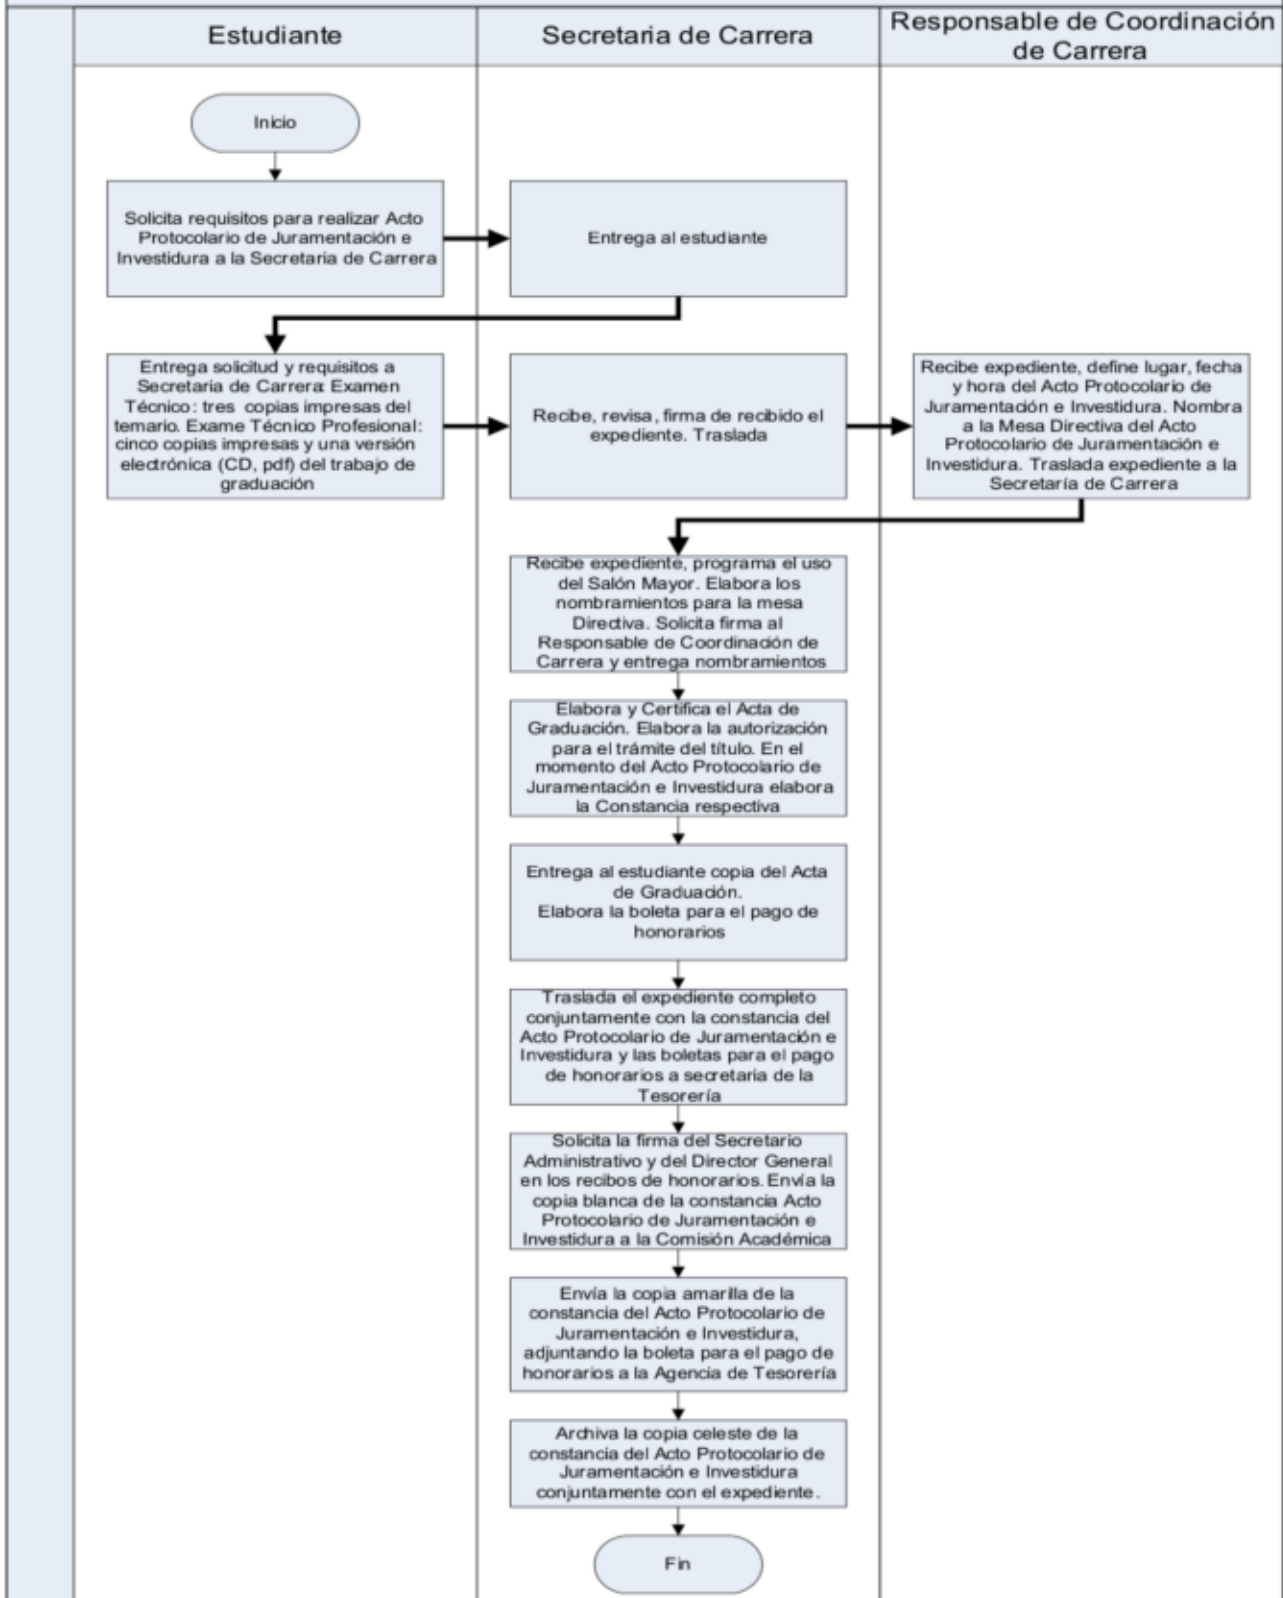 Estudiante
Secretaria de Carrera
Responsable de Coordinación
de Carrera
Inicio
Solicita requisitos para realizar Acto
Protocolario de Juramentación e
Investidura a la Secretaria de Carrera
Entrega al estudiante
Entrega solicitud y requisitos a
Secretaria de Carrera: Examen
Técnico: tres copias impresas del
temario. Exame Técnico Profesional:
cinco copias impresas y una versión
electrónica (CD, pdf) del trabajo de
graduación
Recibe, revisa, firma de recibido el
expediente. Traslada
Recibe expediente, define lugar, fecha
y hora del Acto Protocolario de
Juramentación e Investidura. Nombra
a la Mesa Directiva del Acto
Protocolario de Juramentación e
Investidura. Traslada expediente a la
Secretaría de Carrera
Recibe expediente, programa el uso
del Salón Mayor. Elabora los
nombramientos para la mesa
Directiva. Solicita firma al
Responsable de Coordinación de
Carrera y entrega nombramientos
Elabora y Certifica el Acta de
Graduación. Elabora la autorización
para el trámite del título. En el
momento del Acto Protocolario de
Juramentación e Investidura elabora
la Constancia respectiva
Entrega al estudiante copia del Acta
de Graduación.
Elabora la boleta para el pago de
honorarios
Traslada el expediente completo
conjuntamente con la constancia del
Acto Protocolario de Juramentación e
Investidura y las boletas para el pago
de honorarios a secretaria de la
Tesorería
Solicita la firma del Secretario
Administrativo y del Director General
en los recibos de honorarios. Envía la
copia blanca de la constancia Acto
Protocolario de Juramentación e
Investidura a la Comisión Académica
Envía la copia amarilla de la
constancia del Acto Protocolario de
Juramentación e Investidura,
adjuntando la boleta para el pago de
honorarios a la Agencia de Tesorería
Archiva la copia celeste de la
constancia del Acto Protocolario de
Juramentación e Investidura
conjuntamente con el expediente.
Fin